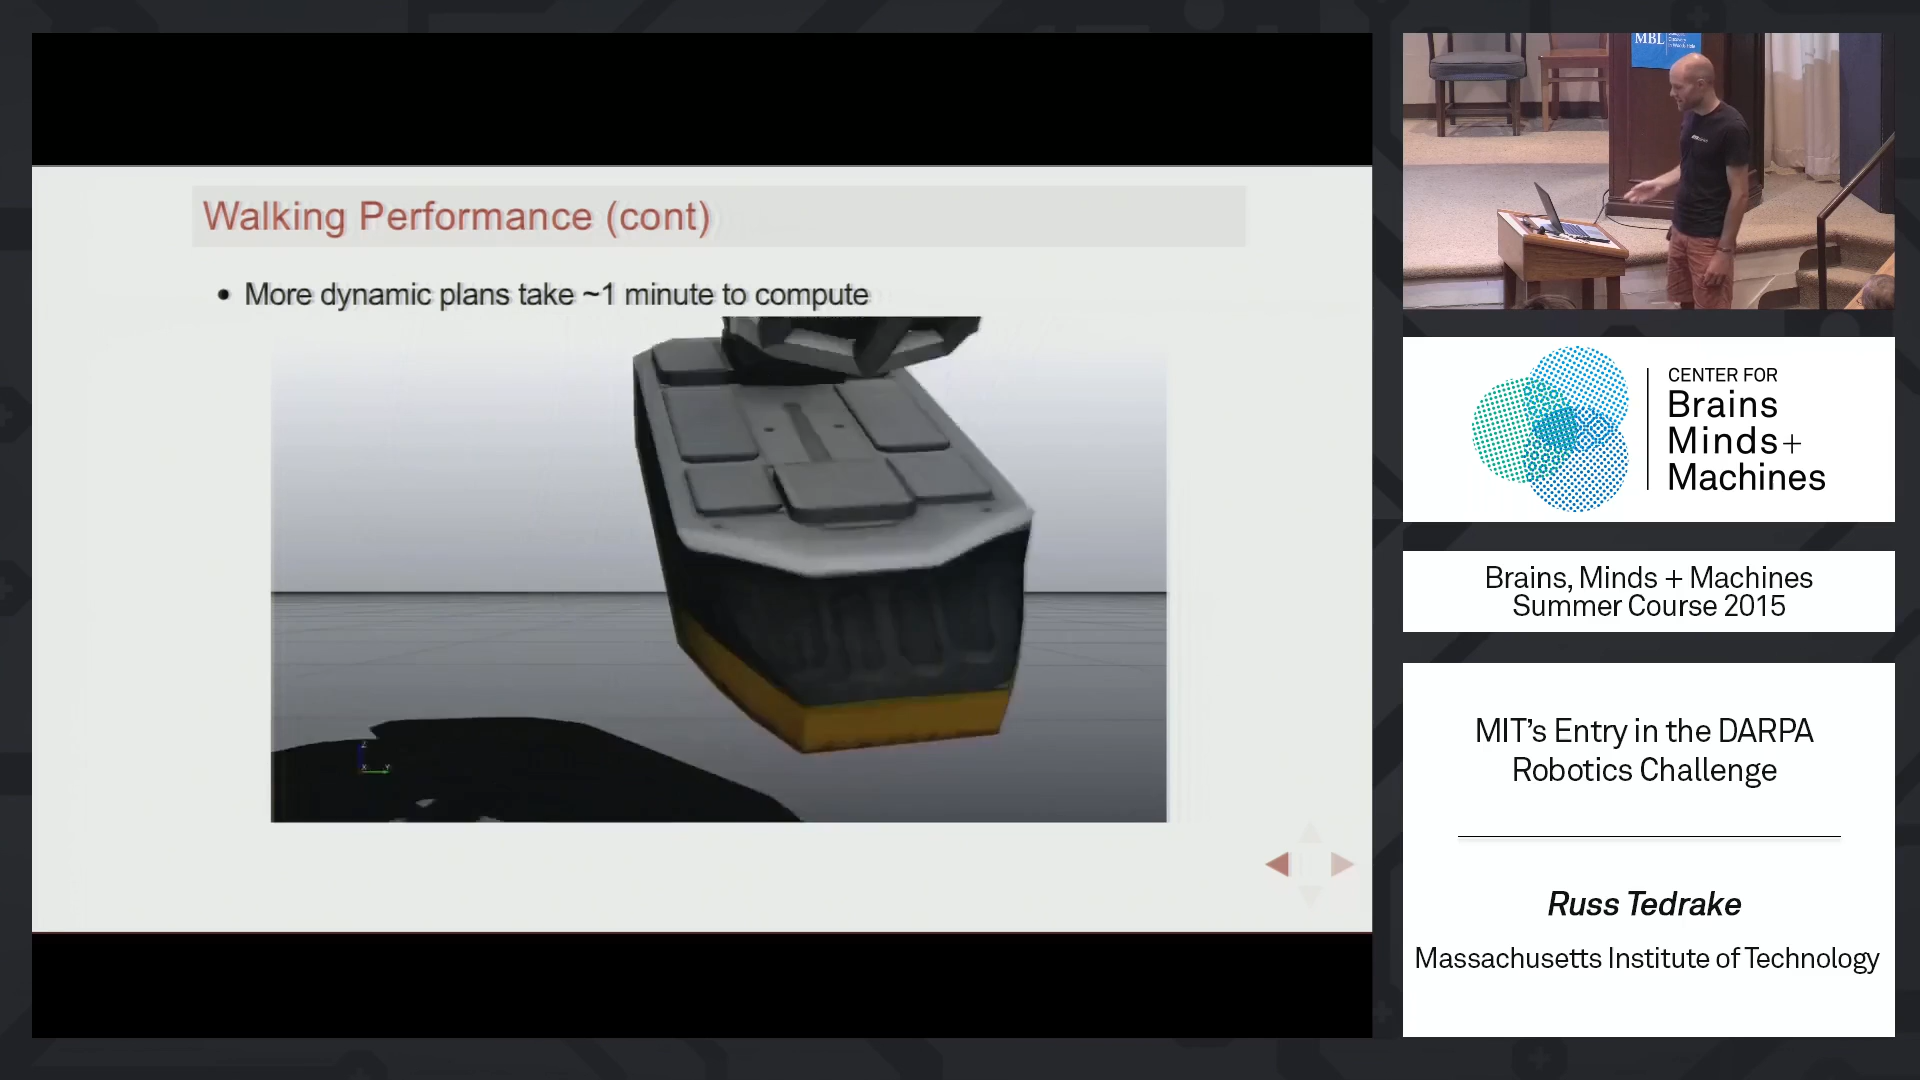 Walking Performance (cont)
• More dynamic plans take ~1 minute to compute
Z
X
Y
MBL
CENTER FOR
Brains
Minds+
Machines
Brains, Minds + Machines
Summer Course 2015
MIT's Entry in the DARPA
Robotics Challenge
Russ Tedrake
Massachusetts Institute of Technology